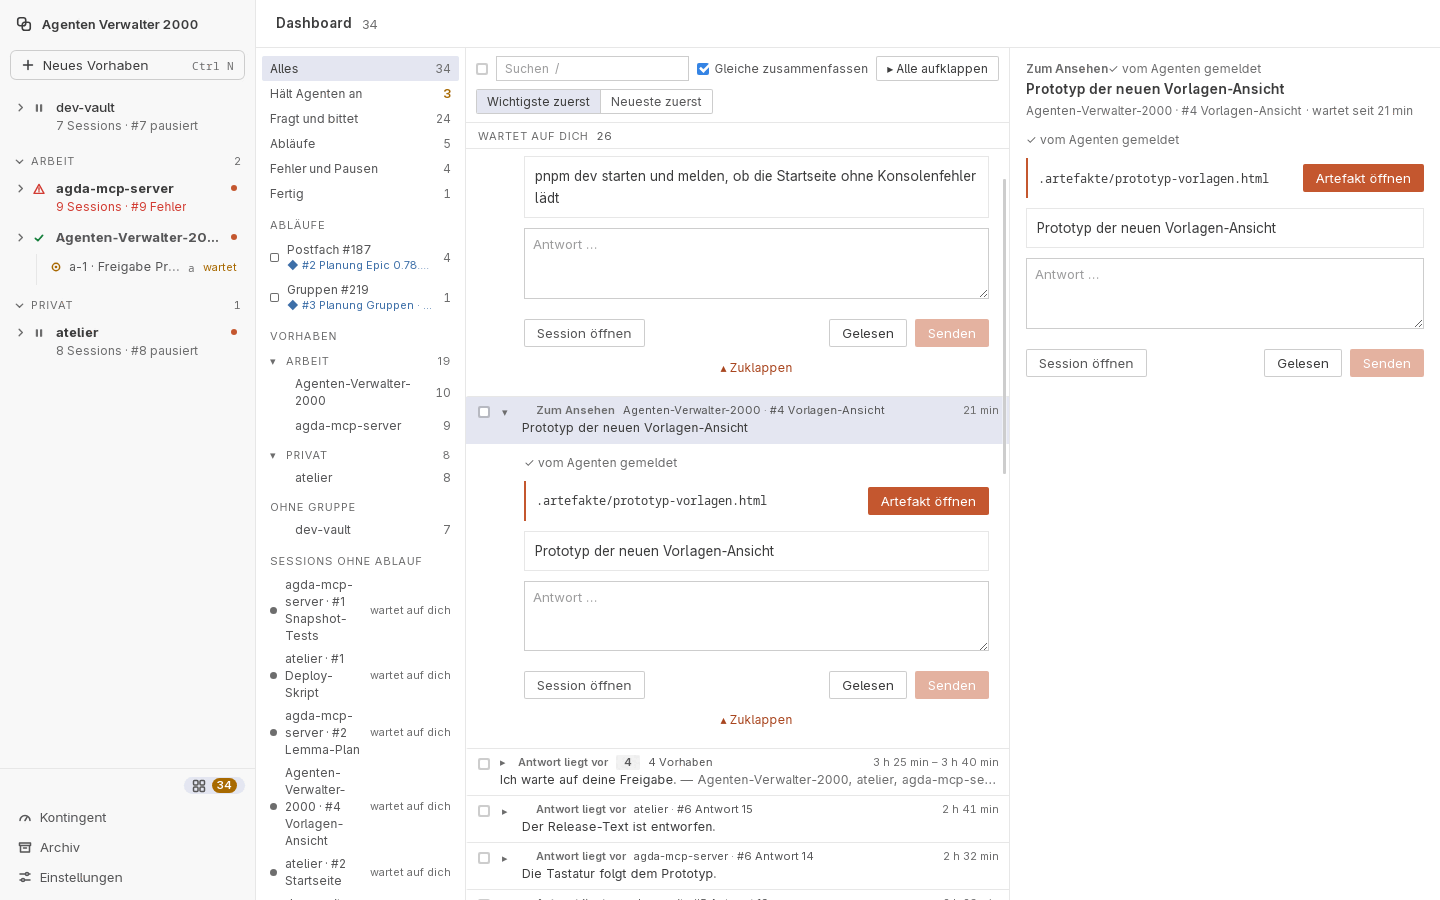 Agenten Verwalter 2000
Neues Vorhaben Ctrl N
dev-vault
7 Sessions · #7 pausiert
ARBEIT 2
agda-mcp-server
9 Sessions · #9 Fehler
Agenten-Verwalter-20…
a-1 · Freigabe Pr… a wartet
PRIVAT 1
atelier
8 Sessions · #8 pausiert
34
Kontingent
Archiv
Einstellungen
Dashboard 34
Alles 34
Hält Agenten an 3
Fragt und bittet 24
Abläufe 5
Fehler und Pausen 4
Fertig 1
ABLÄUFE
Postfach #187
◆ #2 Planung Epic 0.78.… 4
Gruppen #219
◆ #3 Planung Gruppen · … 1
VORHABEN
▾ ARBEIT 19
Agenten-Verwalter-
2000 10
agda-mcp-server 9
▾ PRIVAT 8
atelier 8
OHNE GRUPPE
dev-vault 7
SESSIONS OHNE ABLAUF
agda-mcp-
server · #1
Snapshot-
Tests
wartet auf dich
atelier · #1
Deploy-
Skript
wartet auf dich
agda-mcp-
server · #2
Lemma-Plan
wartet auf dich
Agenten-
Verwalter-
2000 · #4
Vorlagen-
Ansicht
wartet auf dich
atelier · #2
Startseite
wartet auf dich
Suchen /
Gleiche zusammenfassen
▸ Alle aufklappen
Wichtigste zuerst Neueste zuerst
WARTET AUF DICH 26
pnpm dev starten und melden, ob die Startseite ohne Konsolenfehler
lädt
Antwort …
Session öffnen Gelesen Senden
▴ Zuklappen
▾ Zum Ansehen Agenten-Verwalter-2000 · #4 Vorlagen-Ansicht 21 min
Prototyp der neuen Vorlagen-Ansicht
✓ vom Agenten gemeldet
.artefakte/prototyp-vorlagen.html Artefakt öffnen
Prototyp der neuen Vorlagen-Ansicht
Antwort …
Session öffnen Gelesen Senden
▴ Zuklappen
▸ Antwort liegt vor 4 4 Vorhaben 3 h 25 min – 3 h 40 min
Ich warte auf deine Freigabe. — Agenten-Verwalter-2000, atelier, agda-mcp-se…
▸ Antwort liegt vor atelier · #6 Antwort 15 2 h 41 min
Der Release-Text ist entworfen.
▸ Antwort liegt vor agda-mcp-server · #6 Antwort 14 2 h 32 min
Die Tastatur folgt dem Prototyp.
Zum Ansehen✓ vom Agenten gemeldet
Prototyp der neuen Vorlagen-Ansicht
Agenten-Verwalter-2000 · #4 Vorlagen-Ansicht · wartet seit 21 min
✓ vom Agenten gemeldet
.artefakte/prototyp-vorlagen.html Artefakt öffnen
Prototyp der neuen Vorlagen-Ansicht
Antwort …
Session öffnen Gelesen Senden